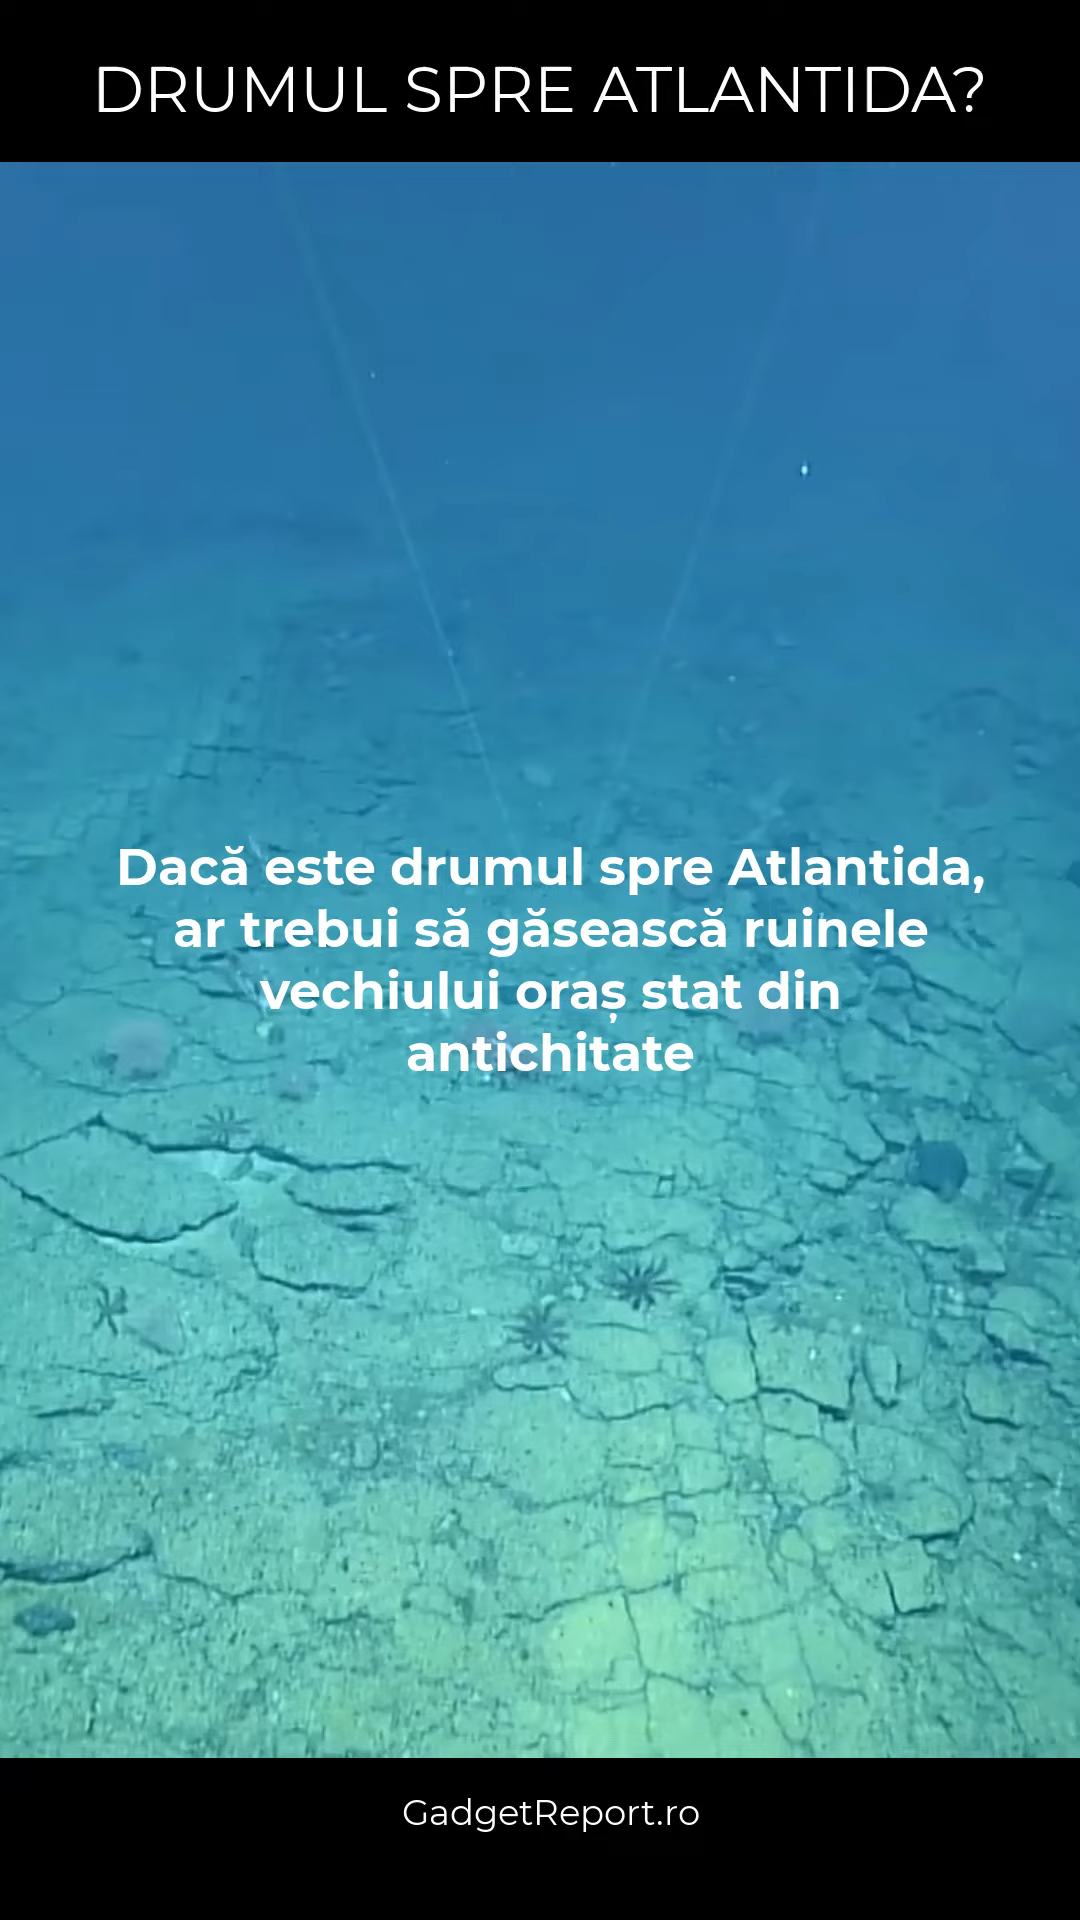 DRUMUL SPRE ATLANTIDA?
Dacă este drumul spre Atlantida,
ar trebui să găsească ruinele
vechiului oraș stat din
antichitate
GadgetReport.ro